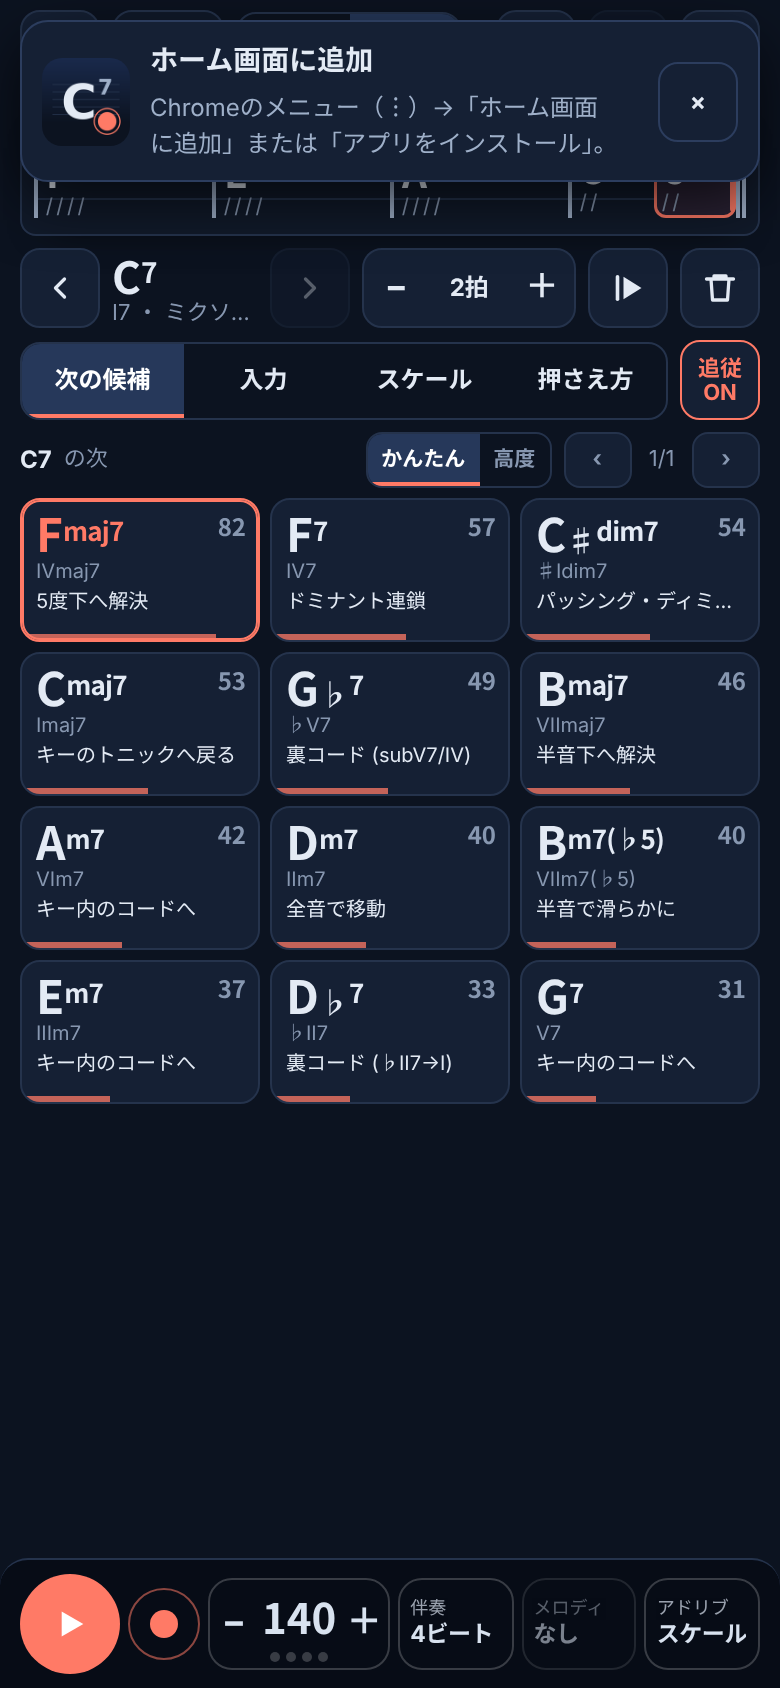 ホーム画面に追加
C7
Chromeのメニュー（⋮）→「ホーム画面
に追加」または「アプリをインストール」。
×
//// //// //// // //
C7
I7 ・ ミクソ…
− 2拍 +
次の候補 入力 スケール 押さえ方 追従
ON
C7 の次 かんたん 高度 ‹ 1/1 ›
Fmaj7 82
IVmaj7
5度下へ解決
F7 57
IV7
ドミナント連鎖
C♯dim7 54
♯Idim7
パッシング・ディミ…
Cmaj7 53
Imaj7
キーのトニックへ戻る
G♭7 49
♭V7
裏コード (subV7/IV)
Bmaj7 46
VIImaj7
半音下へ解決
Am7 42
VIm7
キー内のコードへ
Dm7 40
IIm7
全音で移動
Bm7(♭5) 40
VIIm7(♭5)
半音で滑らかに
Em7 37
IIIm7
キー内のコードへ
D♭7 33
♭II7
裏コード (♭II7→I)
G7 31
V7
キー内のコードへ
− 140 +
伴奏
4ビート
メロディ
なし
アドリブ
スケール